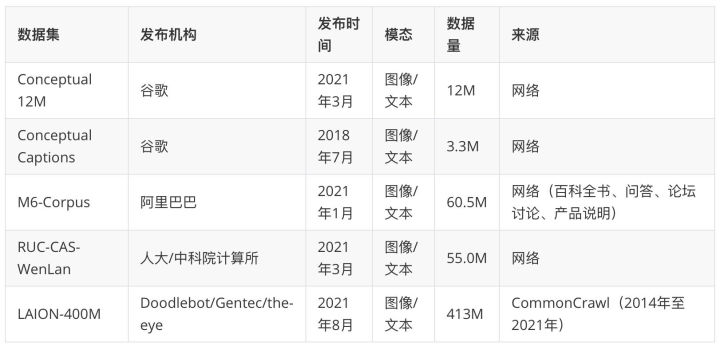 数据集 发布机构 发布时间 模态 数据量 来源
Conceptual 12M 谷歌 2021年3月 图像/文本 12M 网络
Conceptual Captions 谷歌 2018年7月 图像/文本 3.3M 网络
M6-Corpus 阿里巴巴 2021年1月 图像/文本 60.5M 网络（百科全书、问答、论坛讨论、产品说明）
RUC-CAS-WenLan 人大/中科院计算所 2021年3月 图像/文本 55.0M 网络
LAION-400M Doodlebot/Gentec/the-eye 2021年8月 图像/文本 413M CommonCrawl（2014年至2021年）